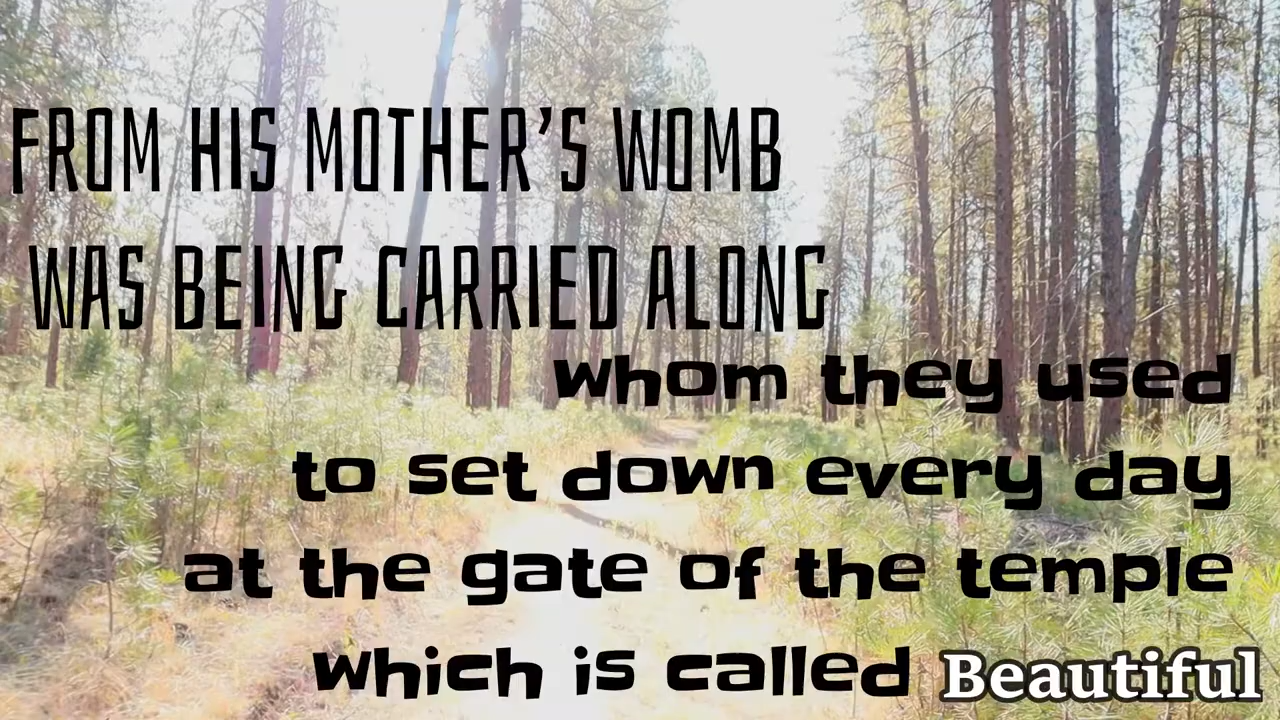 FROM HIS MOTHER'S WOMB
WAS BEING CARRIED ALONG
whom they used
to set down every day
at the gate of the temple
which is called Beautiful